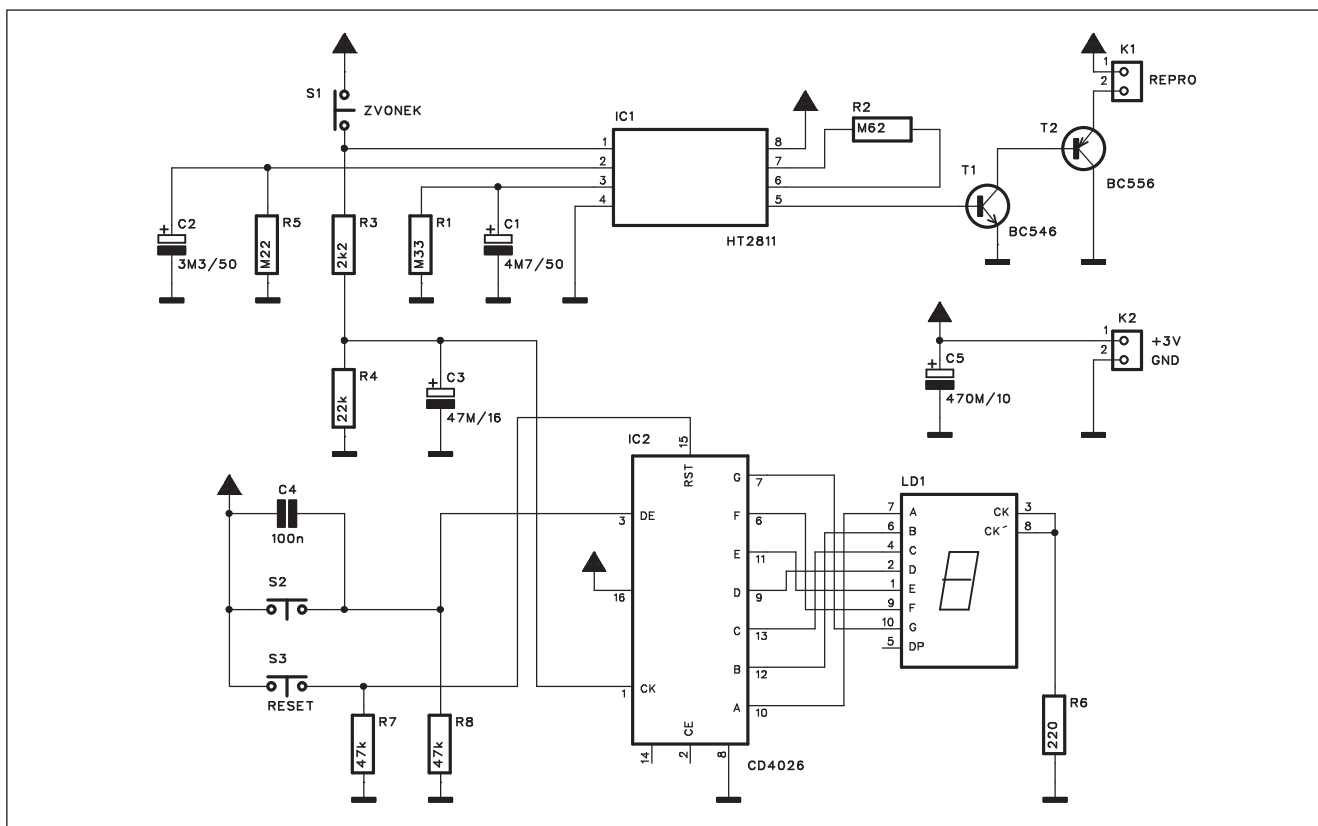 S1
ZVONEK
IC1
1
2
3
4
8
7
6
5
HT2811
R2
M62
K1
1
2
REPRO
T2
BC556
T1
BC546
C2
3M3/50
R5
M22
R3
2k2
R1
M33
C1
4M7/50
R4
22k
C3
47M/16
K2
1
2
+3V
GND
C5
470M/10
IC2
15
RST
3
DE
16
1
CK
14
2
CE
8
CD4026
G
7
F
6
E
11
D
9
C
13
B
12
A
10
C4
100n
S2
S3
RESET
R7
47k
R8
47k
LD1
7
A
6
B
4
C
2
D
1
E
9
F
10
G
5
DP
CK
3
CK´
8
R6
220